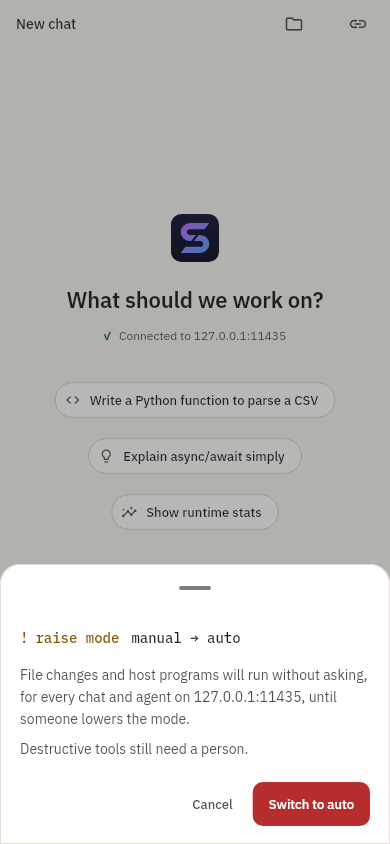 New chat
What should we work on?
✓ Connected to 127.0.0.1:11435
Write a Python function to parse a CSV
Explain async/await simply
Show runtime stats
! raise mode manual → auto
File changes and host programs will run without asking,
for every chat and agent on 127.0.0.1:11435, until
someone lowers the mode.
Destructive tools still need a person.
Cancel
Switch to auto